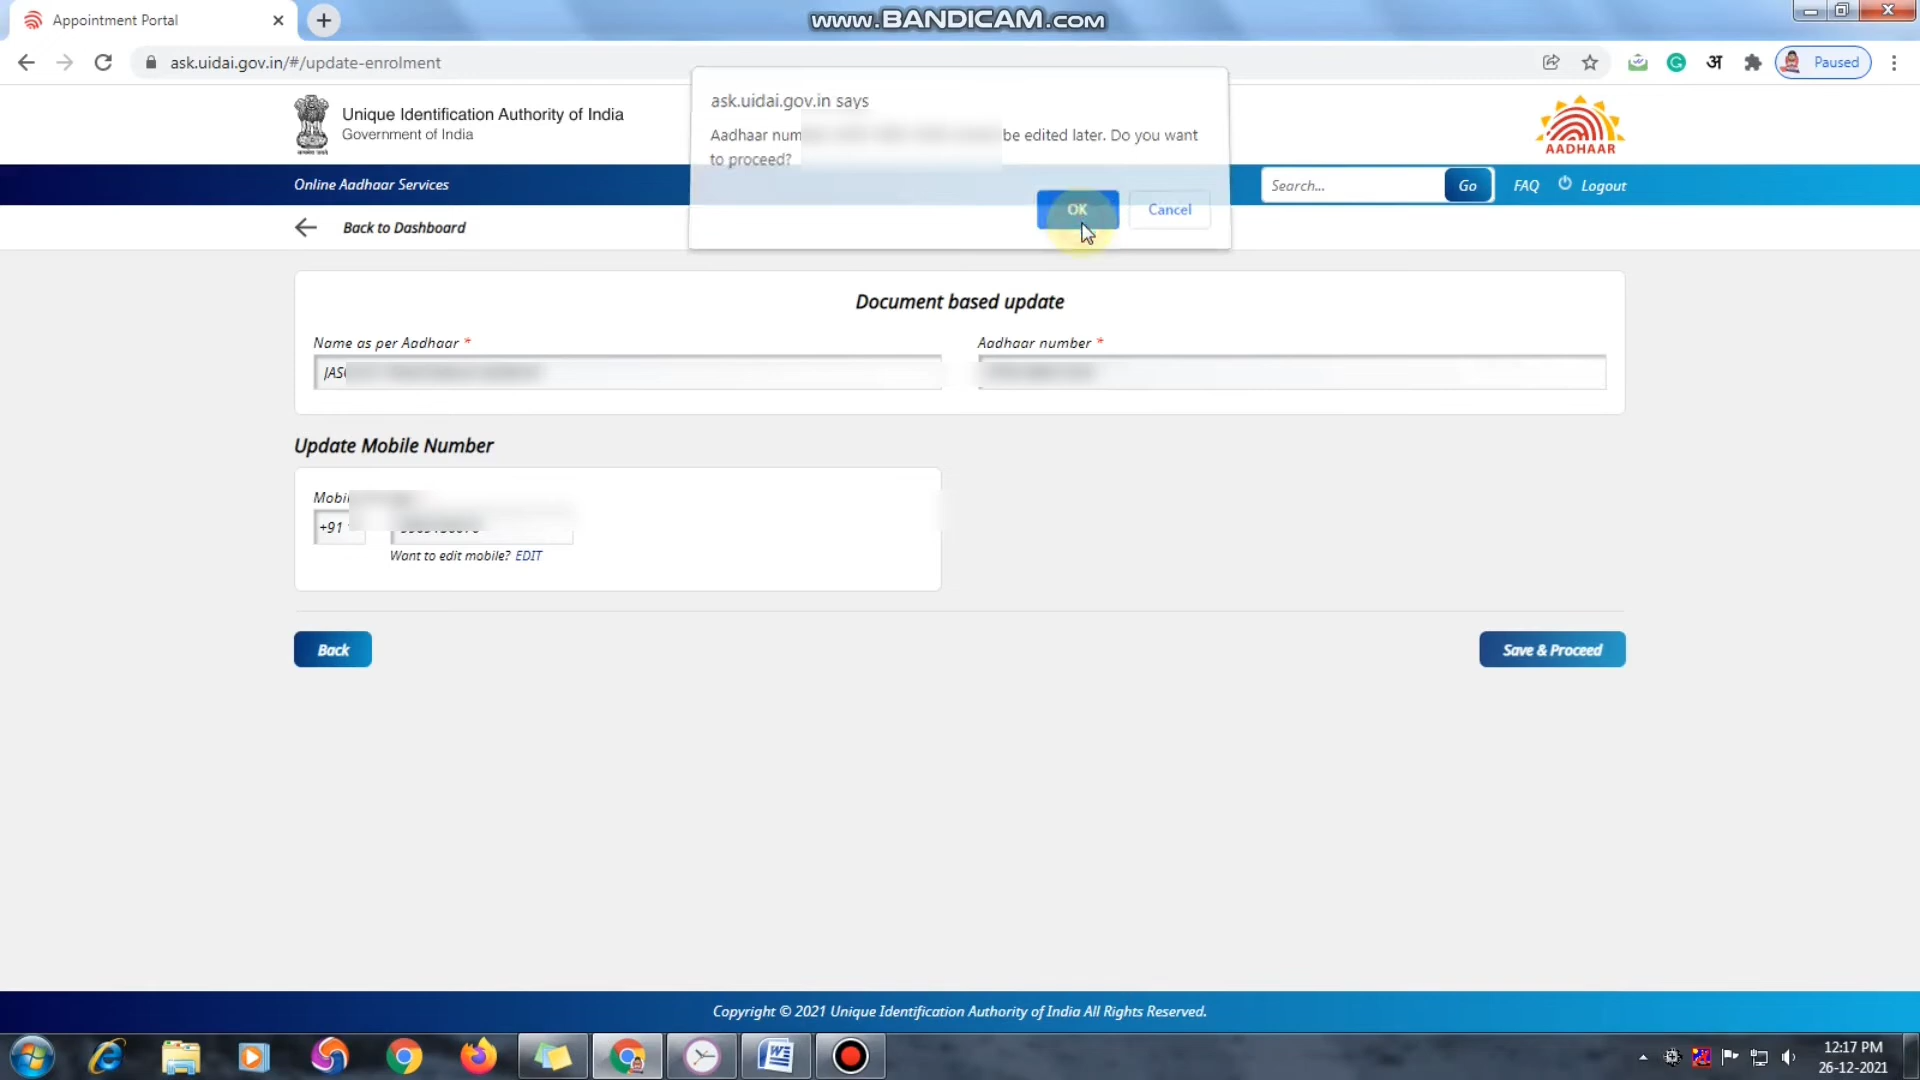 Appointment Portal
www.BANDICAM.com
ask.uidai.gov.in/#/update-enrolment
अ
Paused
ask.uidai.gov.in says
Aadhaar num be edited later. Do you want
to proceed?
OK
Cancel
Unique Identification Authority of India
Government of India
AADHAAR
Online Aadhaar Services
Search...
Go
FAQ
Logout
Back to Dashboard
Document based update
Name as per Aadhaar *
Aadhaar number *
JAS
Update Mobile Number
Mobi
+91
Want to edit mobile? EDIT
Back
Save & Proceed
Copyright © 2021 Unique Identification Authority of India All Rights Reserved.
12:17 PM
26-12-2021